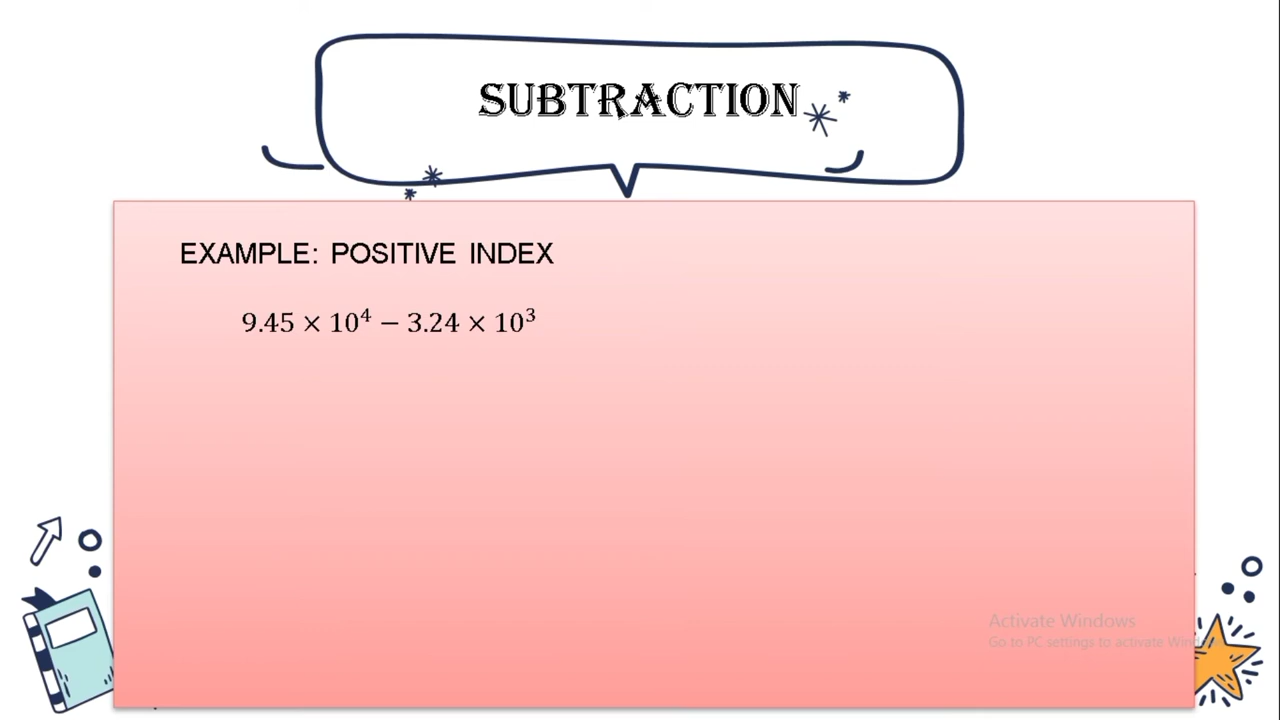 SUBTRACTION
EXAMPLE: POSITIVE INDEX
9.45 × 10⁴ − 3.24 × 10³
Activate Windows
Go to PC settings to activate Windows